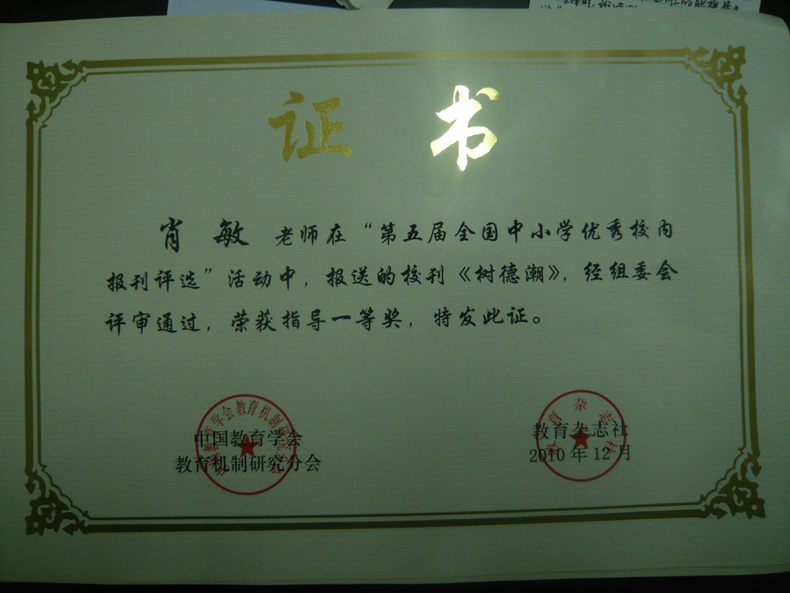 证 书
肖 敏 老师在“第五届全国中小学优秀校内
报刊评选”活动中，报送的校刊《树德潮》，经组委会
评审通过，荣获指导一等奖，特发此证。
中国教育学会
教育机制研究分会
教育杂志社
2010年12月